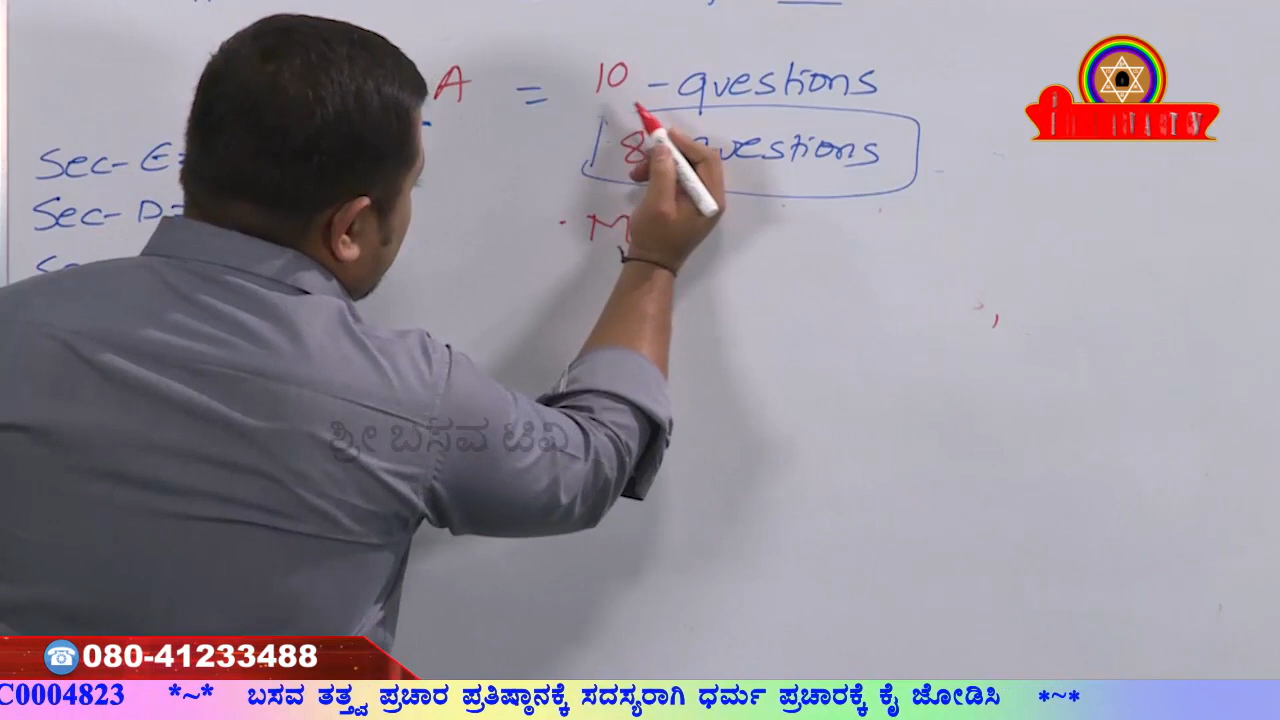 A = 10 - questions
8 questions
Sec-E=
Sec-D=
M
ಶ್ರೀ ಬಸವ ಟಿವಿ
080-41233488
C0004823 *~* ಬಸವ ತತ್ತ್ವ ಪ್ರಚಾರ ಪ್ರತಿಷ್ಠಾನಕ್ಕೆ ಸದಸ್ಯರಾಗಿ ಧರ್ಮ ಪ್ರಚಾರಕ್ಕೆ ಕೈ ಜೋಡಿಸಿ *~*